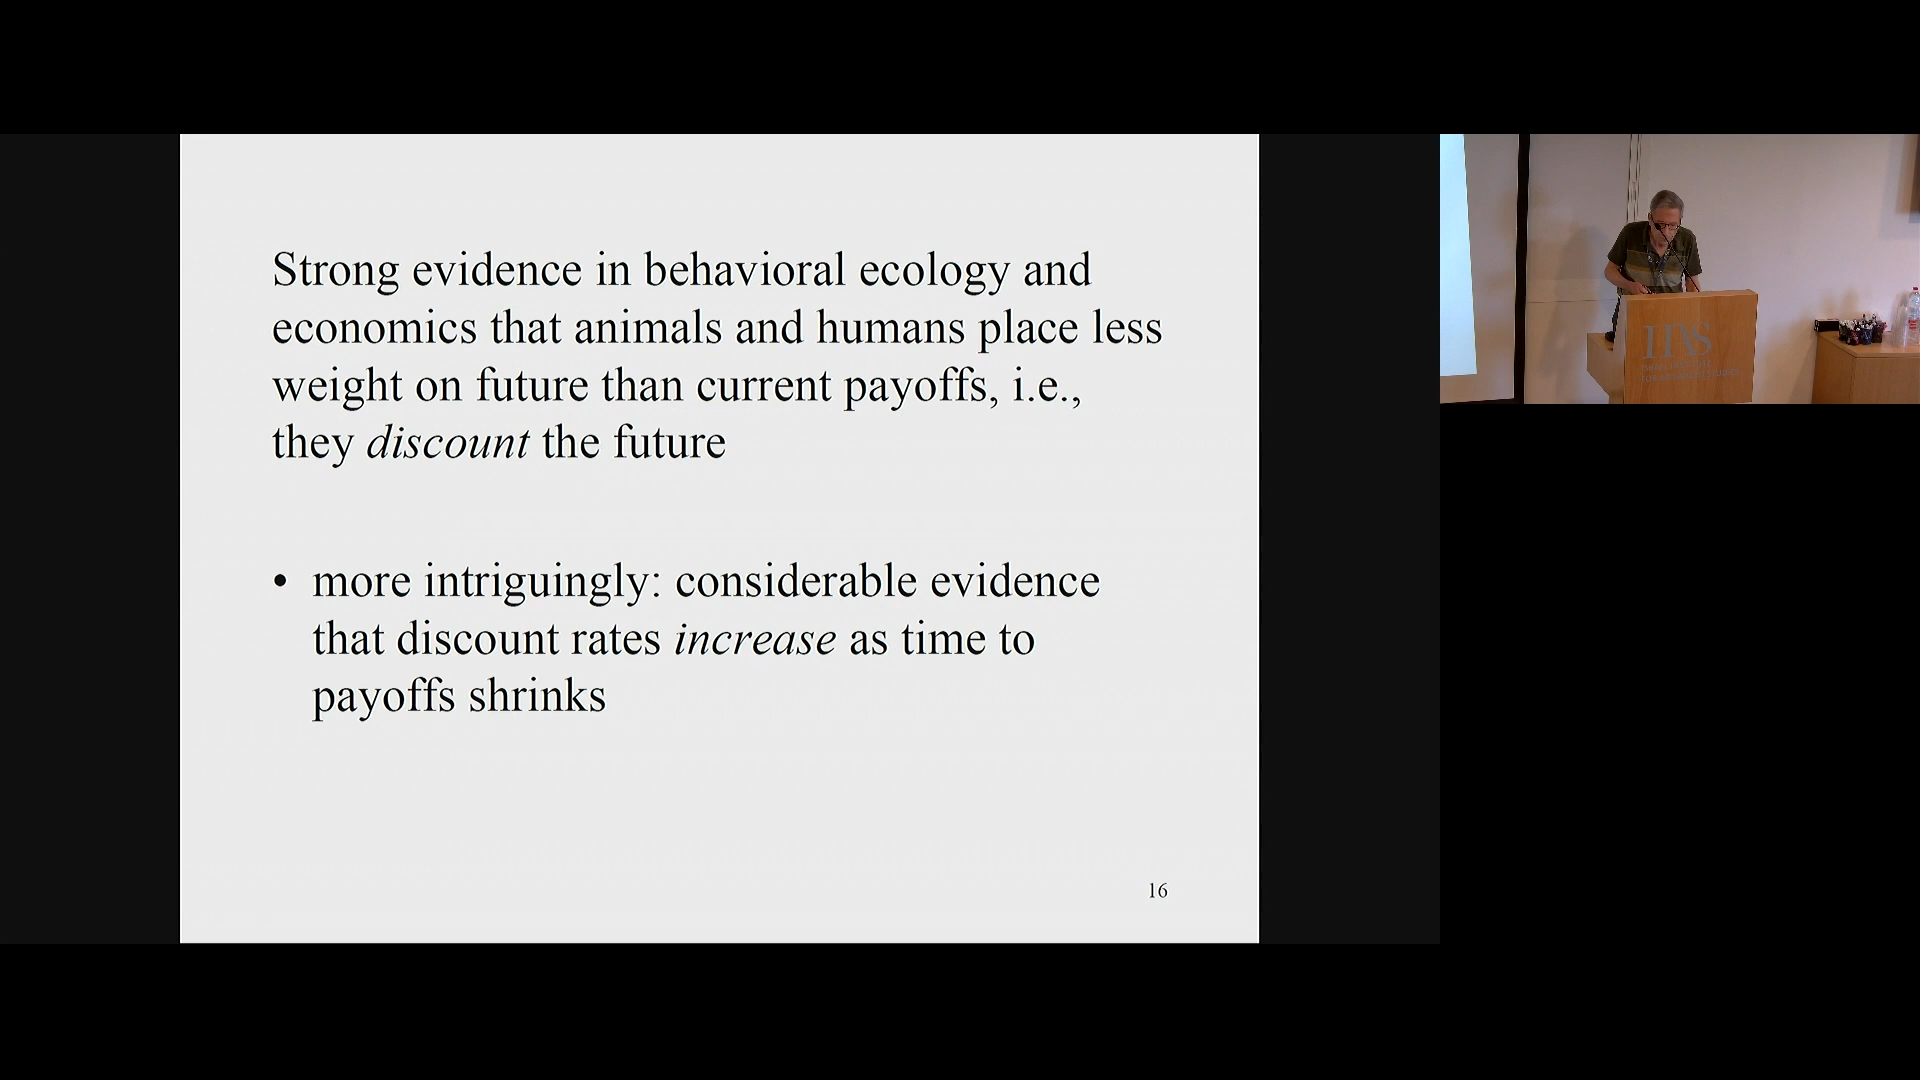 Strong evidence in behavioral ecology and
economics that animals and humans place less
weight on future than current payoffs, i.e.,
they discount the future
• more intriguingly: considerable evidence
that discount rates increase as time to
payoffs shrinks
16
IIAS